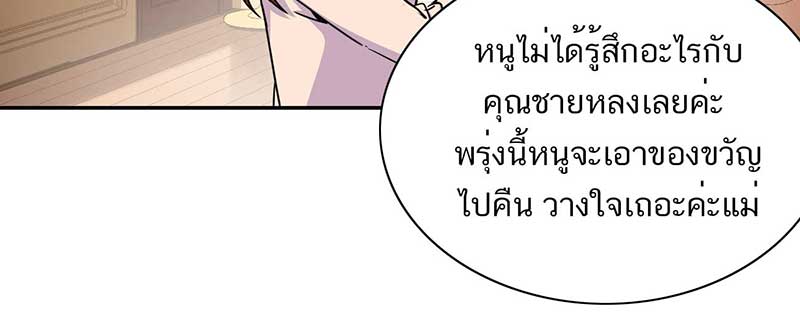 หนูไม่ได้รู้สึกอะไรกับ
คุณชายหลงเลยค่ะ
พรุ่งนี้หนูจะเอาของขวัญ
ไปคืน วางใจเถอะค่ะแม่